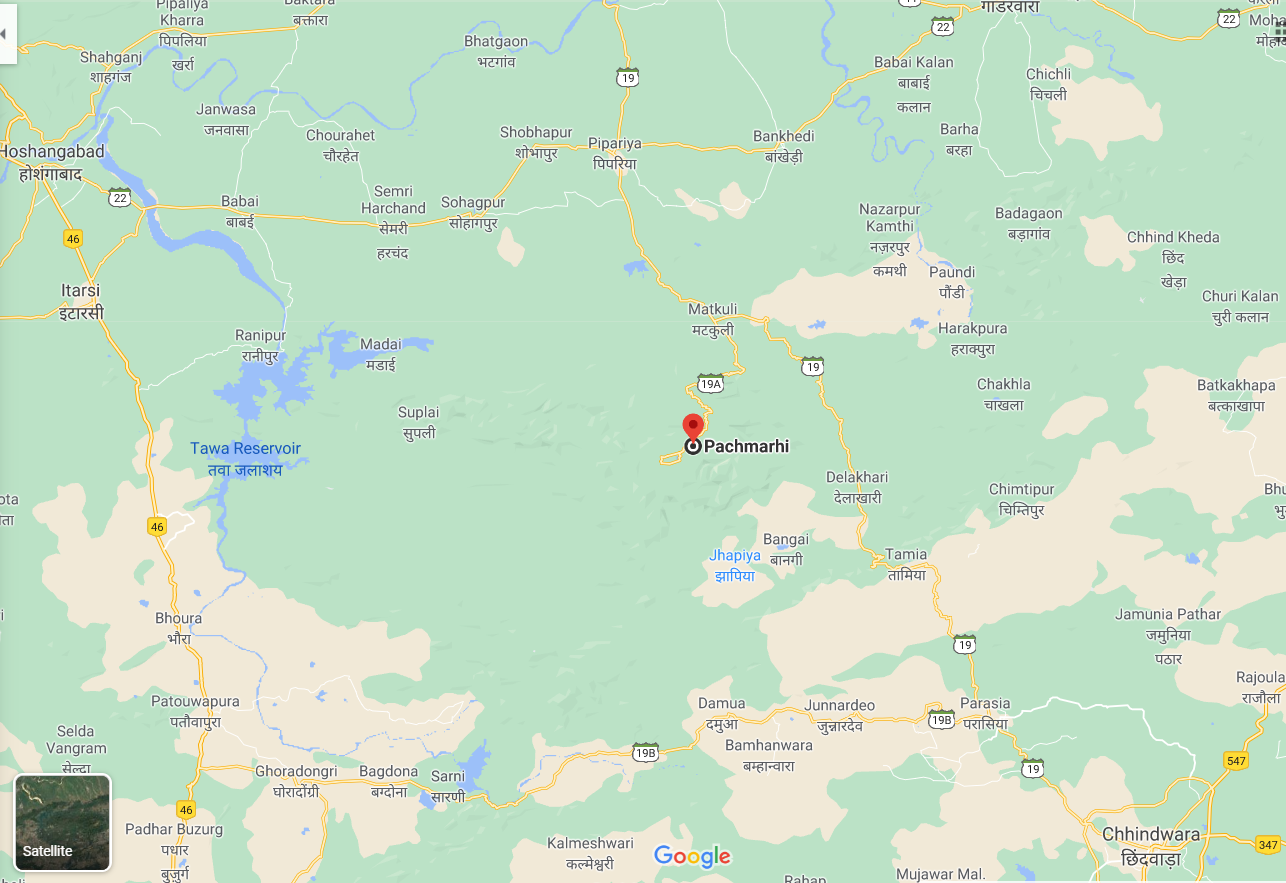 Pipaliya
Kharra
पिपलिया
खर्रा
Baktara
बक्तारा
गाडरवारा
22
22
Shahganj
शाहगंज
Bhatgaon
भटगांव
19
Babai Kalan
बाबाई
कलान
Chichli
चिचली
Janwasa
जनवासा
Chourahet
चौरहेत
Shobhapur
शोभापुर
Pipariya
पिपरिया
Bankhedi
बांखेड़ी
Barha
बरहा
Hoshangabad
होशंगाबाद
22
Babai
बाबई
Semri
Harchand
सेमरी
हरचंद
Sohagpur
सोहागपुर
46
Nazarpur
Kamthi
नज़रपुर
कमथी
Badagaon
बड़ागांव
Chhind Kheda
छिंद
खेड़ा
Paundi
पौंडी
Itarsi
इटारसी
Matkuli
मटकुली
Churi Kalan
चुरी कलान
Ranipur
रानीपुर
Madai
मडाई
Harakpura
हराक्पुरा
19
19A
Chakhla
चाखला
Batkakhapa
बत्काखापा
Suplai
सुपली
Pachmarhi
Tawa Reservoir
तवा जलाशय
Delakhari
देलाखारी
Chimtipur
चिम्तिपुर
46
Jhapiya
झापिया
Bangai
बानगी
Tamia
तामिया
Bhoura
भौरा
Jamunia Pathar
जमुनिया
पठार
19
Rajoula
राजौला
Patouwapura
पतौवापुरा
Damua
दमुआ
Junnardeo
जुन्नारदेव
19B
Parasia
परासिया
Selda
Vangram
सेल्दा
Bamhanwara
बम्हान्वारा
19B
19
547
Ghoradongri
घोरादोंग्री
Bagdona
बग्दोना
Sarni
सारणी
46
Padhar Buzurg
पधार
बुजुर्ग
Satellite
Kalmeshwari
कल्मेश्वरी
Google
Chhindwara
छिंदवाड़ा
347
Mujawar Mal.